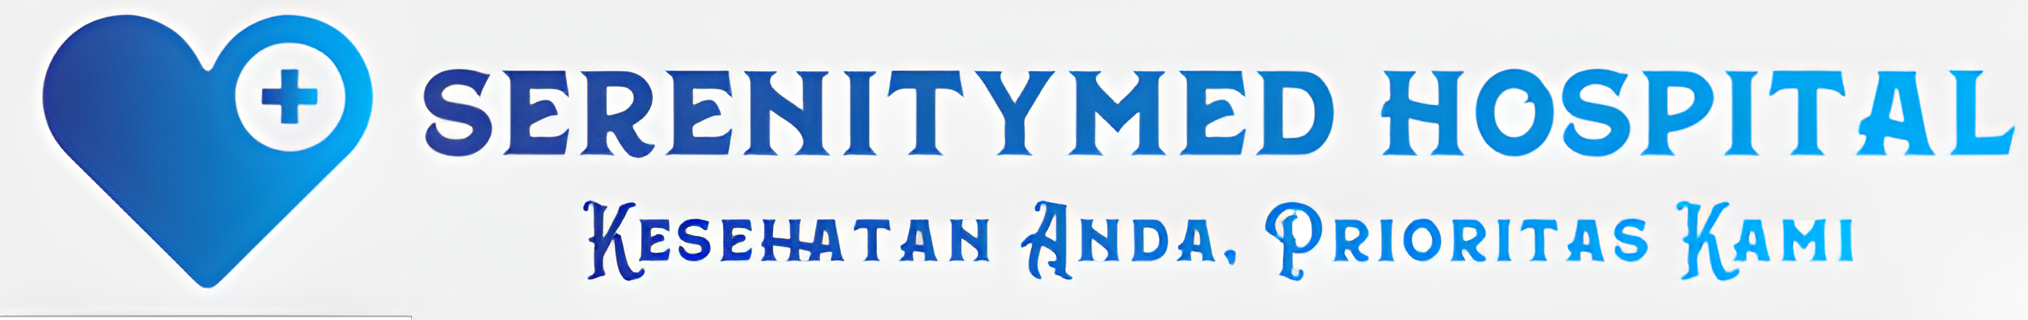 SERENITYMED HOSPITAL
KESEHATAN ANDA, PRIORITAS KAMI